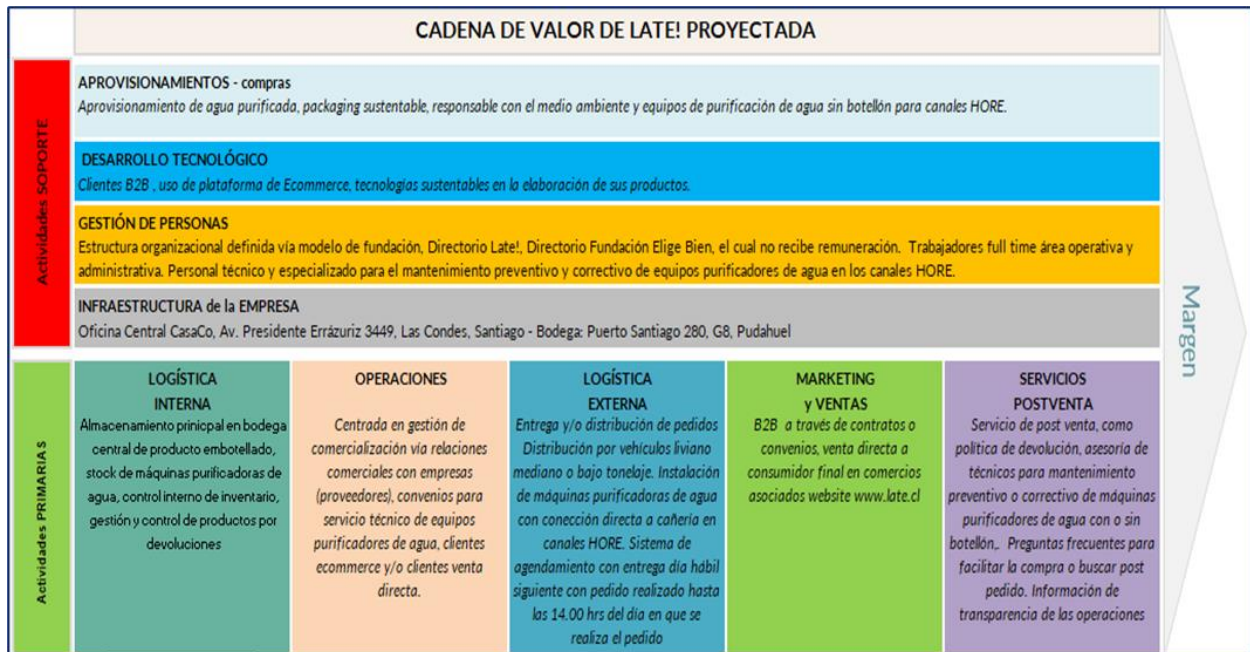 CADENA DE VALOR DE LATE! PROYECTADA
Actividades SOPORTE
APROVISIONAMIENTOS - compras
Aprovisionamiento de agua purificada, packaging sustentable, responsable con el medio ambiente y equipos de purificación de agua sin botellón para canales HORE.
DESARROLLO TECNOLÓGICO
Clientes B2B , uso de plataforma de Ecommerce, tecnologías sustentables en la elaboración de sus productos.
GESTIÓN DE PERSONAS
Estructura organizacional definida vía modelo de fundación, Directorio Late!, Directorio Fundación Elige Bien, el cual no recibe remuneración. Trabajadores full time área operativa y
administrativa. Personal técnico y especializado para el mantenimiento preventivo y correctivo de equipos purificadores de agua en los canales HORE.
INFRAESTRUCTURA de la EMPRESA
Oficina Central CasaCo, Av. Presidente Errázuriz 3449, Las Condes, Santiago - Bodega: Puerto Santiago 280, G8, Pudahuel
Margen
Actividades PRIMARIAS
LOGÍSTICA
INTERNA
Almacenamiento prinicpal en bodega
central de producto embotellado,
stock de máquinas purificadoras de
agua, control interno de inventario,
gestión y control de productos por
devoluciones
OPERACIONES
Centrada en gestión de
comercialización vía relaciones
comerciales con empresas
(proveedores), convenios para
servicio técnico de equipos
purificadores de agua, clientes
ecommerce y/o clientes venta
directa.
LOGÍSTICA
EXTERNA
Entrega y/o distribución de pedidos
Distribución por vehículos liviano
mediano o bajo tonelaje. Instalación
de máquinas purificadoras de agua
con conección directa a cañería en
canales HORE. Sistema de
agendamiento con entrega día hábil
siguiente con pedido realizado hasta
las 14.00 hrs del día en que se
realiza el pedido
MARKETING
y VENTAS
B2B a través de contratos o
convenios, venta directa a
consumidor final en comercios
asociados website www.late.cl
SERVICIOS
POSTVENTA
Servicio de post venta, como
política de devolución, asesoría de
técnicos para mantenimiento
preventivo o correctivo de máquinas
purificadores de agua con o sin
botellón,. Preguntas frecuentes para
facilitar la compra o buscar post
pedido. Información de
transparencia de las operaciones